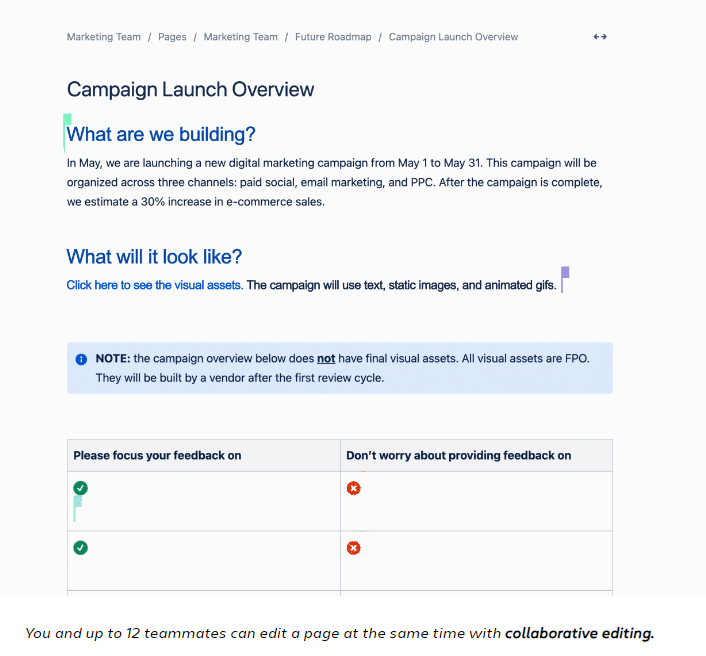 Marketing Team / Pages / Marketing Team / Future Roadmap / Campaign Launch Overview
Campaign Launch Overview
What are we building?
In May, we are launching a new digital marketing campaign from May 1 to May 31. This campaign will be
organized across three channels: paid social, email marketing, and PPC. After the campaign is complete,
we estimate a 30% increase in e-commerce sales.
What will it look like?
Click here to see the visual assets. The campaign will use text, static images, and animated gifs.
NOTE: the campaign overview below does not have final visual assets. All visual assets are FPO.
They will be built by a vendor after the first review cycle.
Please focus your feedback on
Don’t worry about providing feedback on
You and up to 12 teammates can edit a page at the same time with collaborative editing.